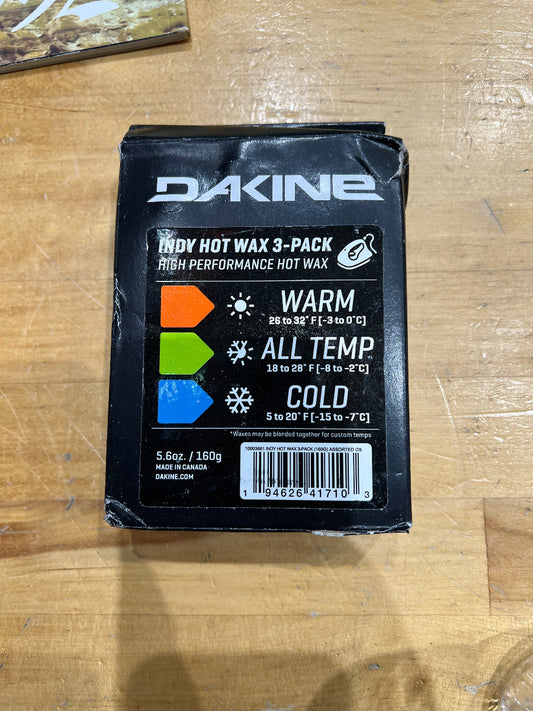 DAKINE
INDY HOT WAX 3-PACK
HIGH PERFORMANCE HOT WAX
WARM
26 to 32° F [-3 to 0°C]
ALL TEMP
18 to 28° F [-8 to -2°C]
COLD
5 to 20° F [-15 to -7°C]
*Waxes may be blended together for custom temps
5.6oz. / 160g
MADE IN CANADA
DAKINE.COM
10003661 INDY HOT WAX 3-PACK (160G) ASSORTED OS
1 94626 41710 3